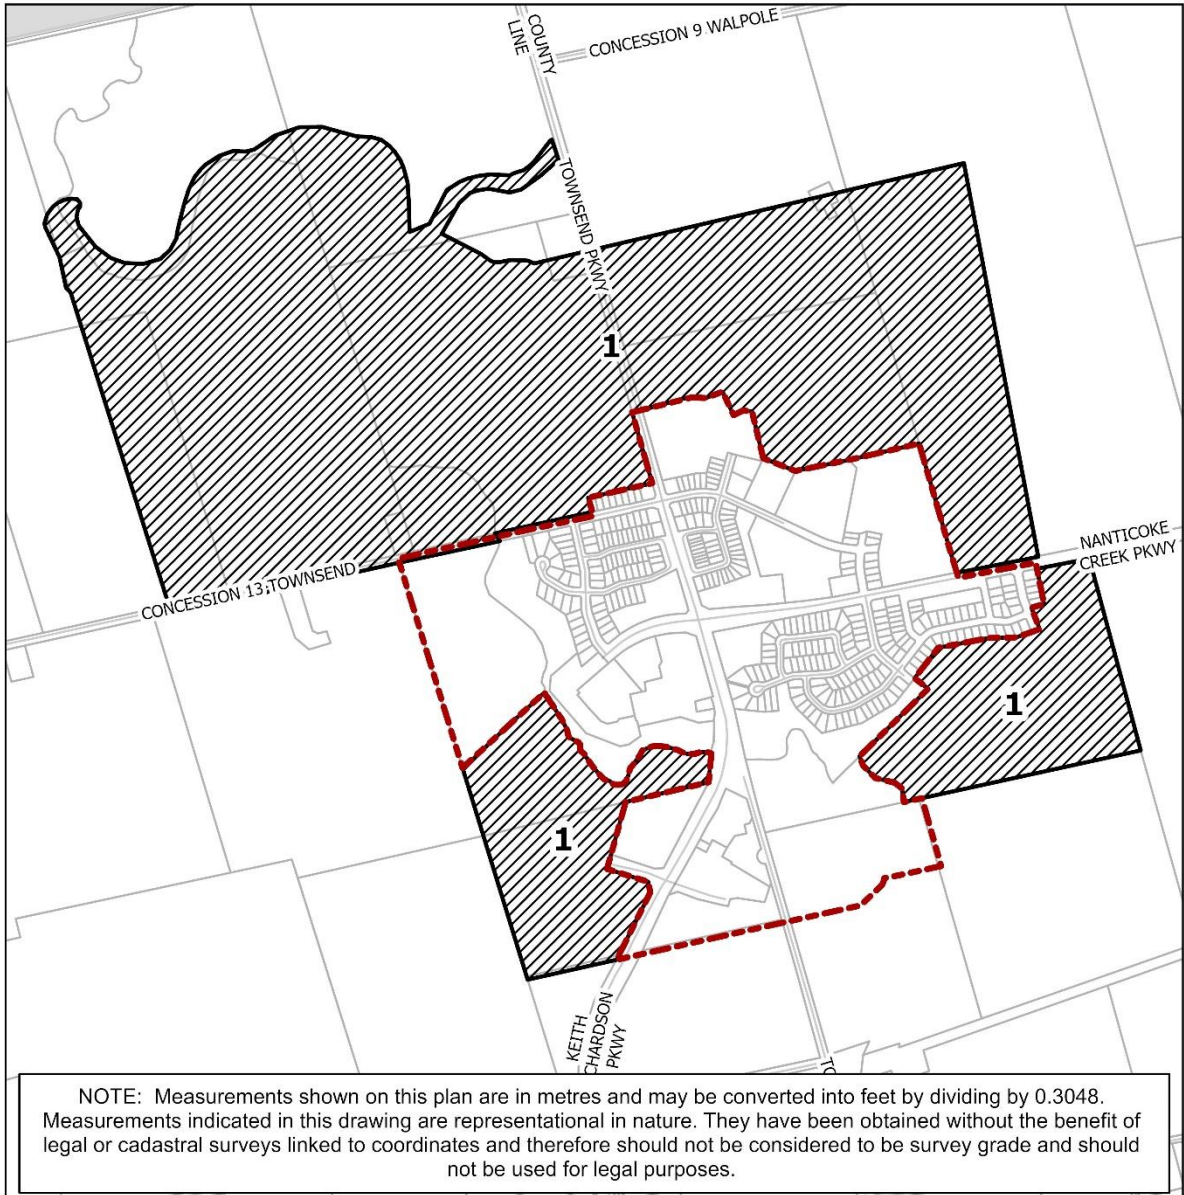 COUNTY
LINE
CONCESSION 9 WALPOLE
TOWNSEND PKWY
1
NANTICOKE
CREEK PKWY
CONCESSION 13, TOWNSEND
1
1
KEITH
CHARDSON
PKWY
TO
NOTE: Measurements shown on this plan are in metres and may be converted into feet by dividing by 0.3048.
Measurements indicated in this drawing are representational in nature. They have been obtained without the benefit of
legal or cadastral surveys linked to coordinates and therefore should not be considered to be survey grade and should
not be used for legal purposes.